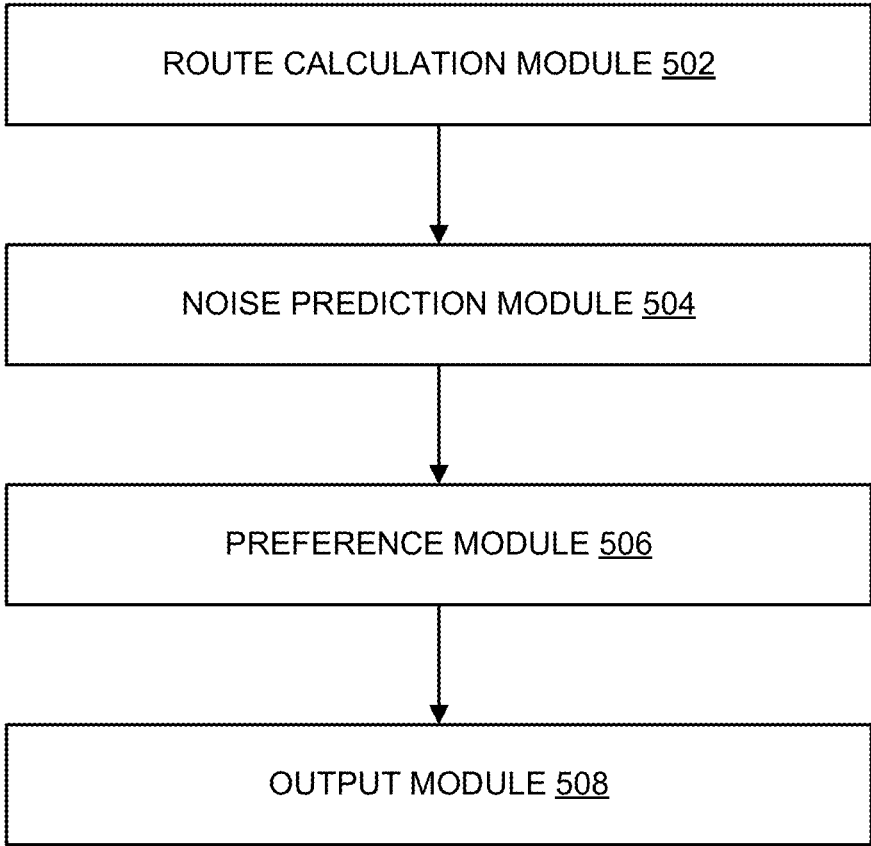 ROUTE CALCULATION MODULE 502
NOISE PREDICTION MODULE 504
PREFERENCE MODULE 506
OUTPUT MODULE 508